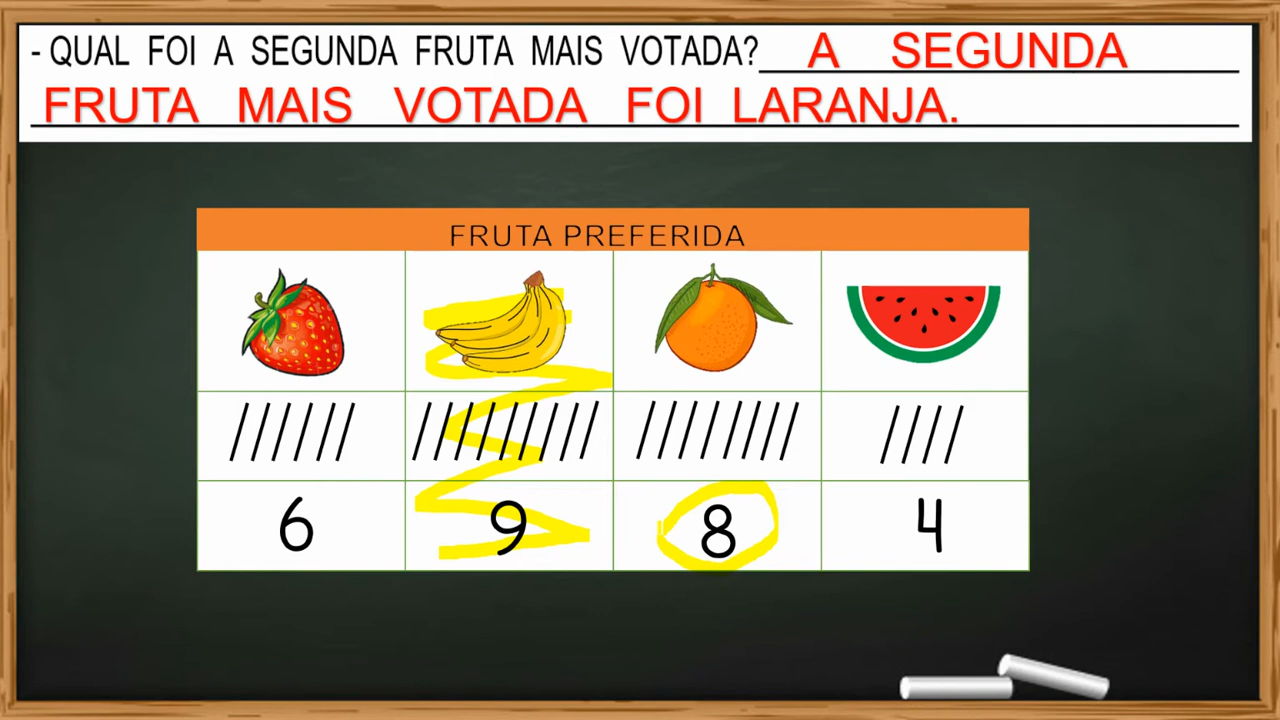 - QUAL FOI A SEGUNDA FRUTA MAIS VOTADA? A SEGUNDA
FRUTA MAIS VOTADA FOI LARANJA.
FRUTA PREFERIDA
6 9 8 4